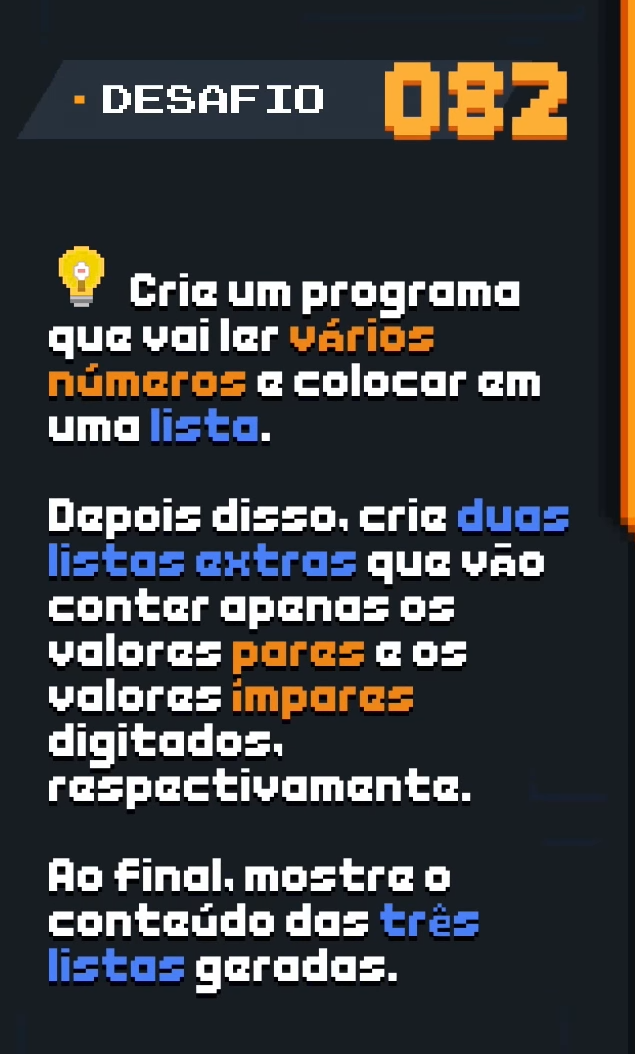 DESAFIO 082
Crie um programa
que vai ler vários
números e colocar em
uma lista.
Depois disso, crie duas
listas extras que vão
conter apenas os
valores pares e os
valores ímpares
digitados,
respectivamente.
Ao final, mostre o
conteúdo das três
listas geradas.